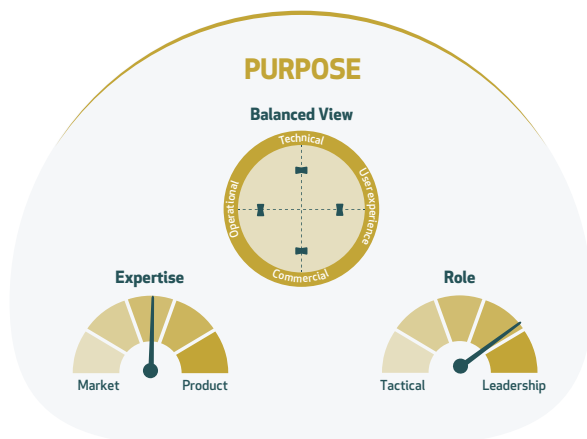 PURPOSE
Balanced View
Technical
Operational
User experience
Commercial
Expertise
Role
Market
Product
Tactical
Leadership